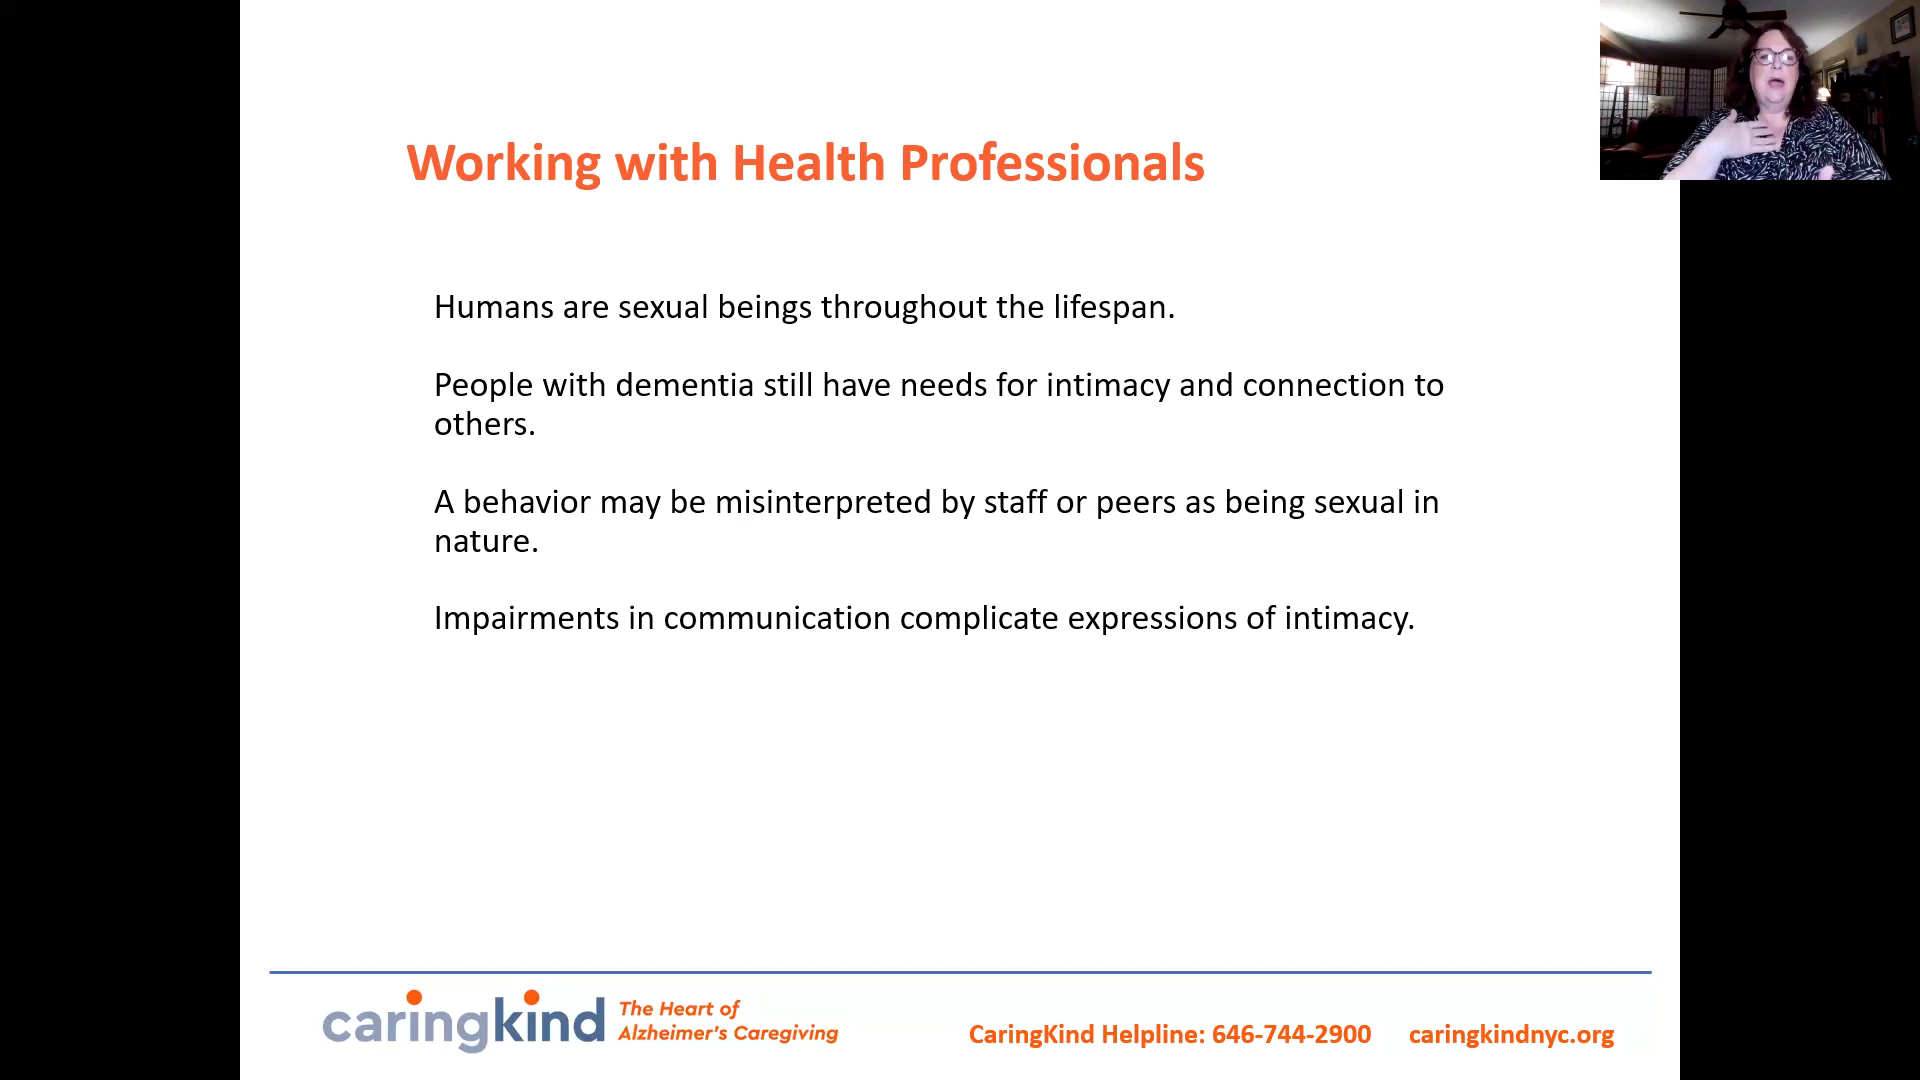 Working with Health Professionals
Humans are sexual beings throughout the lifespan.
People with dementia still have needs for intimacy and connection to
others.
A behavior may be misinterpreted by staff or peers as being sexual in
nature.
Impairments in communication complicate expressions of intimacy.
caringkind
The Heart of
Alzheimer's Caregiving
CaringKind Helpline: 646-744-2900 caringkindnyc.org